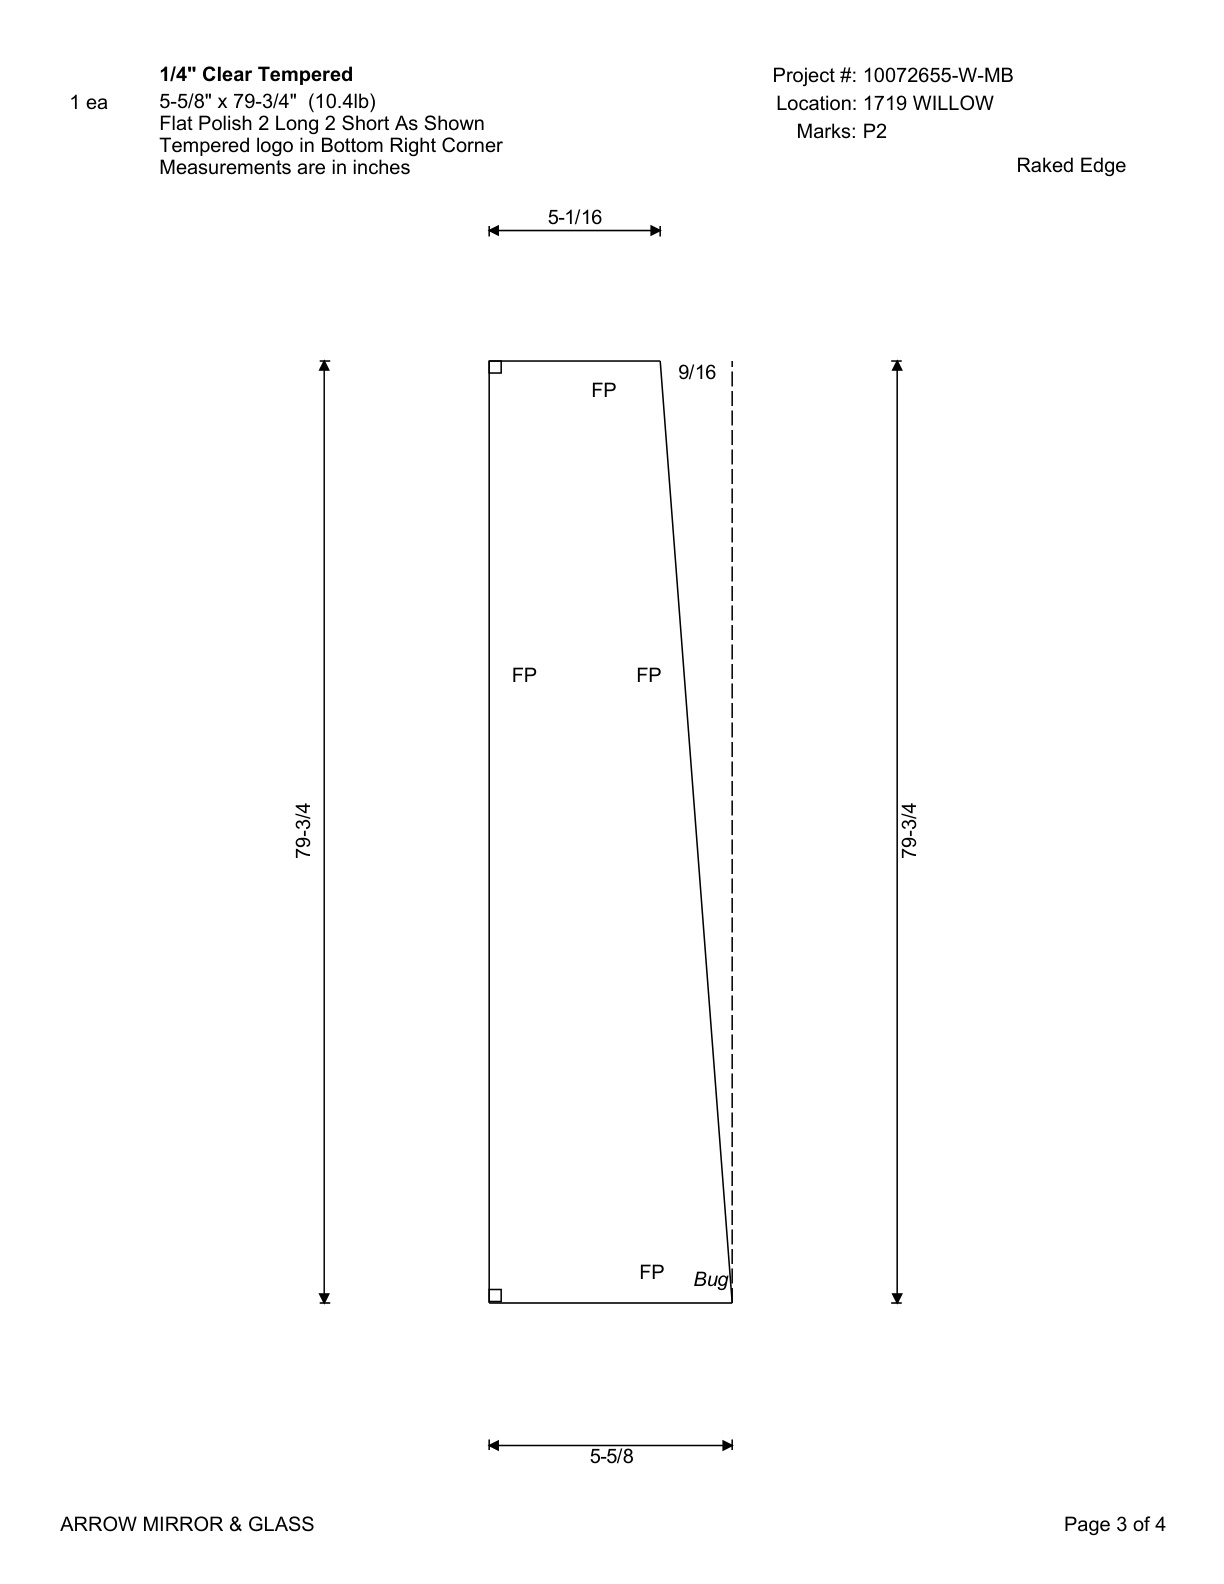 1/4" Clear Tempered
1 ea
5-5/8" x 79-3/4" (10.4lb)
Flat Polish 2 Long 2 Short As Shown
Tempered logo in Bottom Right Corner
Measurements are in inches
Project #: 10072655-W-MB
Location: 1719 WILLOW
Marks: P2
Raked Edge
5-1/16
9/16
FP
FP
FP
79-3/4
79-3/4
FP
Bug
5-5/8
ARROW MIRROR & GLASS
Page 3 of 4